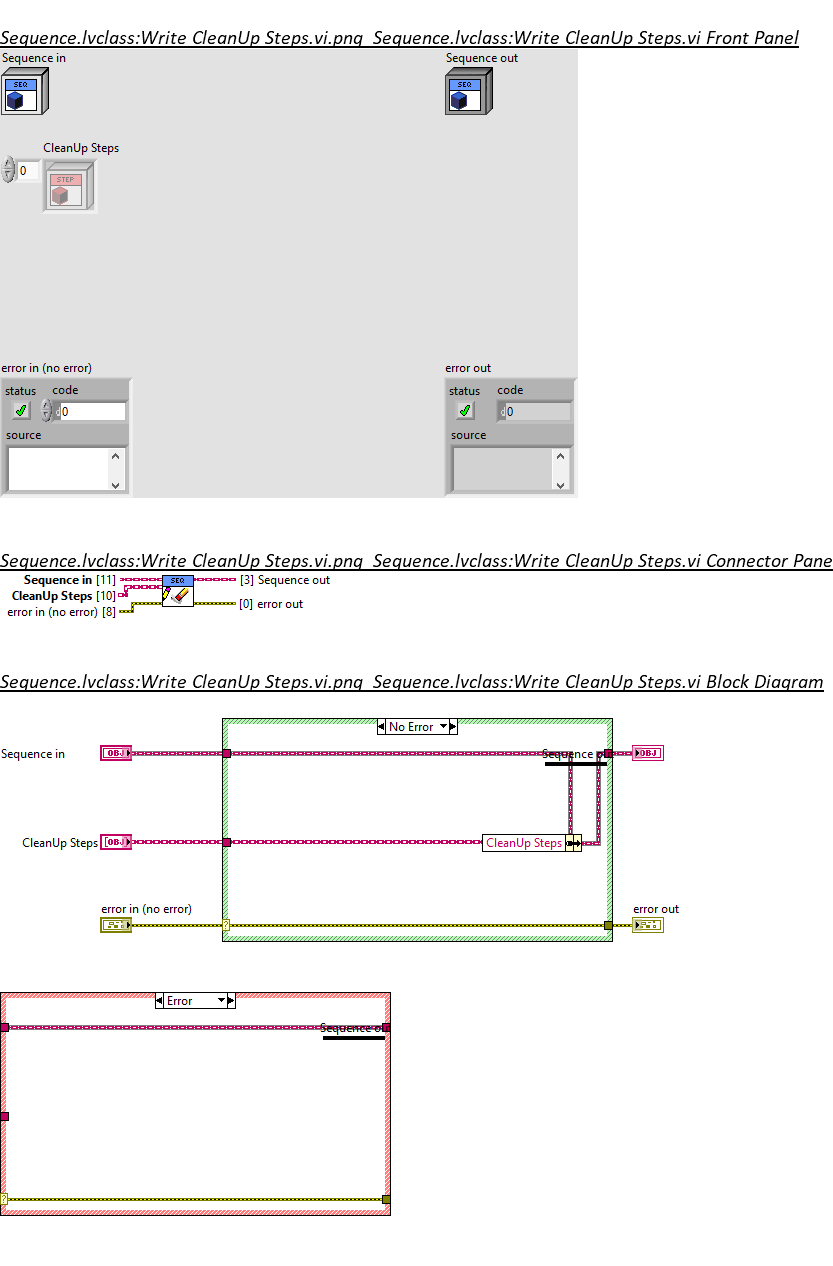 Sequence.lvclass:Write CleanUp Steps.vi.png  Sequence.lvclass:Write CleanUp Steps.vi Front Panel
Sequence in
Sequence out
SEQ
SEQ
CleanUp Steps
0
STEP
error in (no error)
error out
status
code
status
code
d
0
d
0
source
source
Sequence.lvclass:Write CleanUp Steps.vi.png  Sequence.lvclass:Write CleanUp Steps.vi Connector Pane
Sequence in [11]
SEQ
[3] Sequence out
CleanUp Steps [10]
[0] error out
error in (no error) [8]
Sequence.lvclass:Write CleanUp Steps.vi.png  Sequence.lvclass:Write CleanUp Steps.vi Block Diagram
No Error
Sequence in
OBJ
Sequence out
OBJ
CleanUp Steps
[OBJ]
CleanUp Steps
error in (no error)
error out
?
Error
Sequence out
?